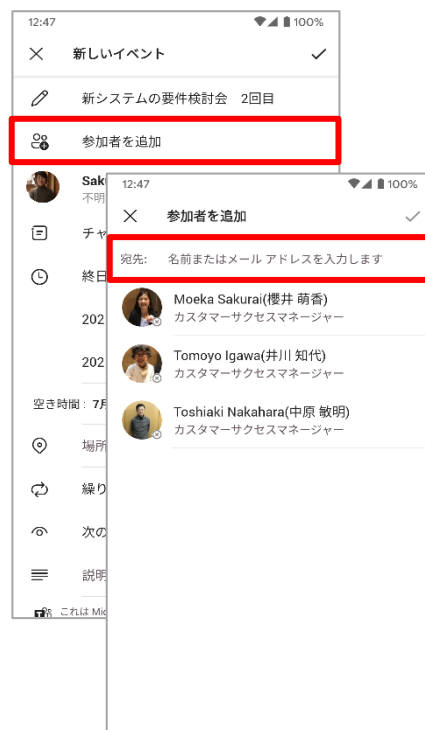 12:47 100%
新しいイベント
新システムの要件検討会 2回目
参加者を追加
Sak
不明
チャ
終日
202
202
空き時間: 7月
場所
繰り
次の
説明
これは Mic
12:47 100%
参加者を追加
宛先: 名前またはメール アドレスを入力します
Moeka Sakurai(櫻井 萌香)
カスタマーサクセスマネージャー
Tomoyo Igawa(井川 知代)
カスタマーサクセスマネージャー
Toshiaki Nakahara(中原 敏明)
カスタマーサクセスマネージャー